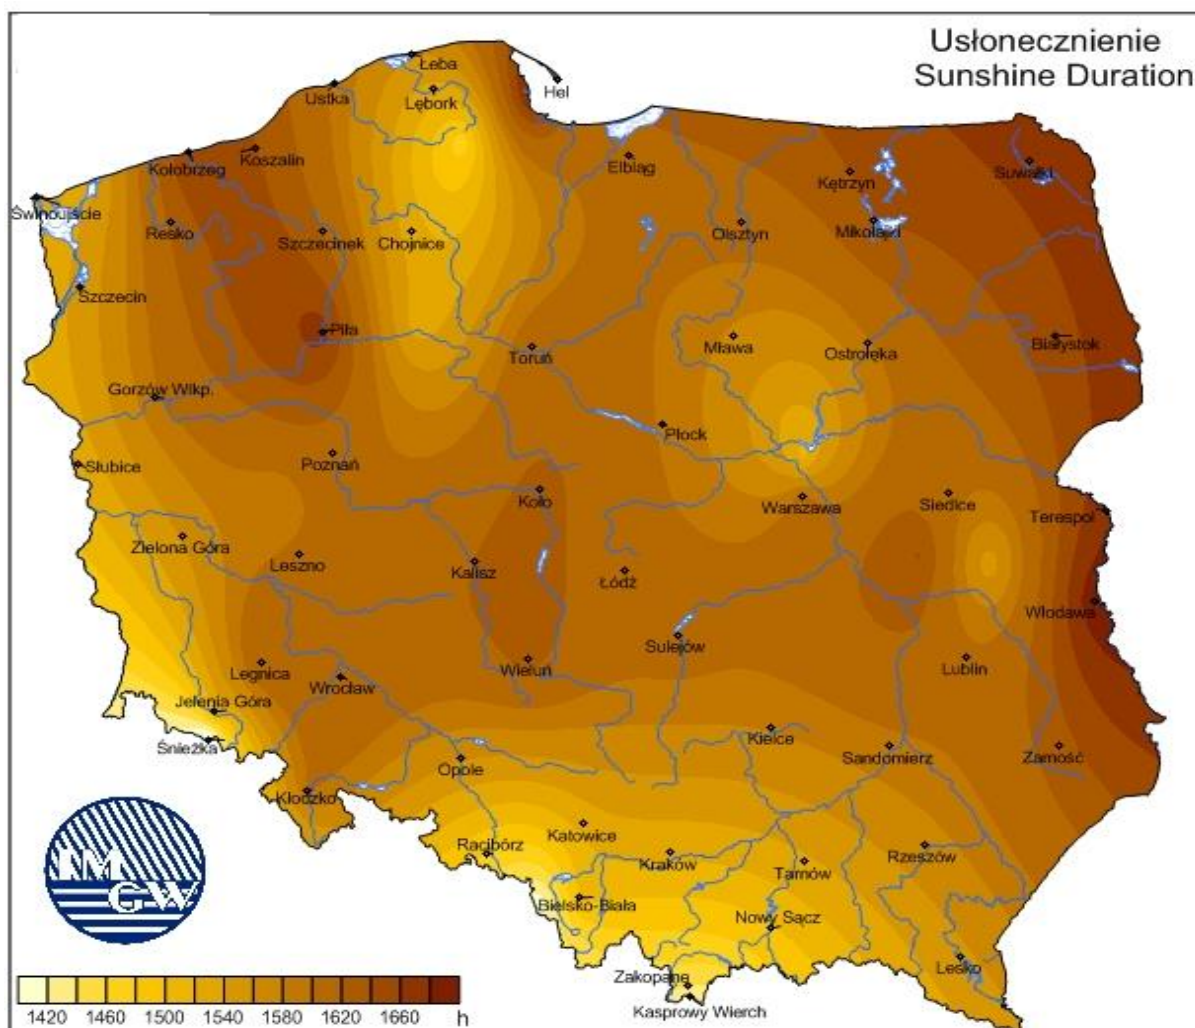 Usłonecznienie
Sunshine Duration
Łeba
Hel
Ustka
Lębork
Koszalin
Kołobrzeg
Elbląg
Kętrzyn
Suwałki
Świnoujście
Resko
Szczecinek
Chojnice
Olsztyn
Mikołajki
Szczecin
Piła
Toruń
Mława
Ostrołęka
Białystok
Gorzów Wlkp.
Płock
Słubice
Poznań
Koło
Warszawa
Siedlce
Terespol
Zielona Góra
Leszno
Kalisz
Łódź
Włodawa
Sulejów
Legnica
Wrocław
Wieluń
Lublin
Jelenia Góra
Śnieżka
Kielce
Sandomierz
Zamość
Opole
Kłoczko
Katowice
Racibórz
Kraków
Tarnów
Rzeszów
IMGW
Bielsko-Biała
Nowy Sącz
Lesko
Zakopane
Kasprowy Wierch
1420 1460 1500 1540 1580 1620 1660 h